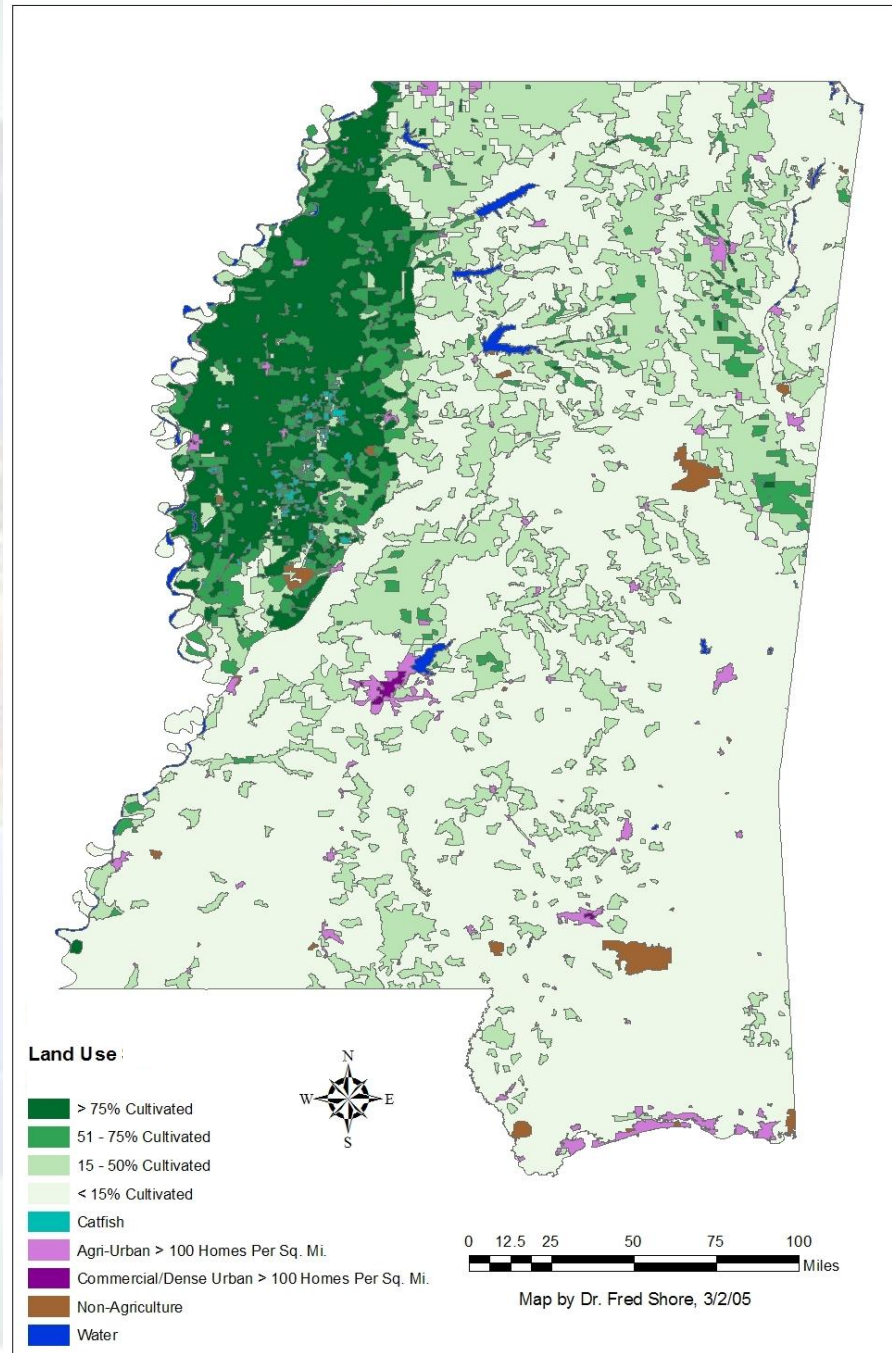 Land Use :
N
W E
S
> 75% Cultivated
51 - 75% Cultivated
15 - 50% Cultivated
< 15% Cultivated
Catfish
Agri-Urban > 100 Homes Per Sq. Mi.
Commercial/Dense Urban > 100 Homes Per Sq. Mi.
Non-Agriculture
Water
0 12.5 25 50 75 100
Miles
Map by Dr. Fred Shore, 3/2/05